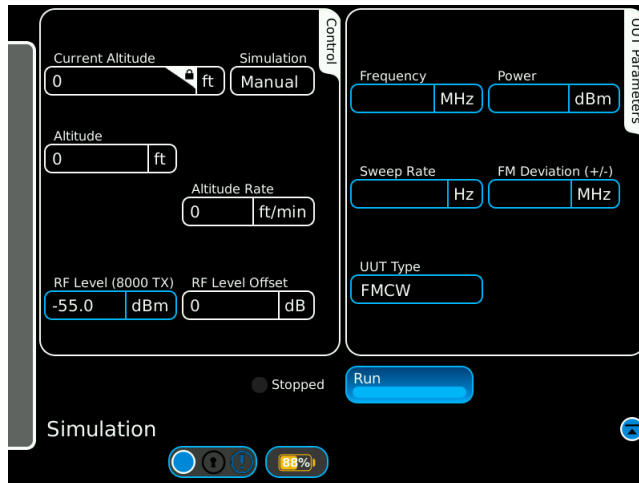 Control
Current Altitude
0 ft
Simulation
Manual
Altitude
0 ft
Altitude Rate
0 ft/min
RF Level (8000 TX)
-55.0 dBm
RF Level Offset
0 dB
UUT Parameters
Frequency
MHz
Power
dBm
Sweep Rate
Hz
FM Deviation (+/-)
MHz
UUT Type
FMCW
Stopped
Run
Simulation
88%